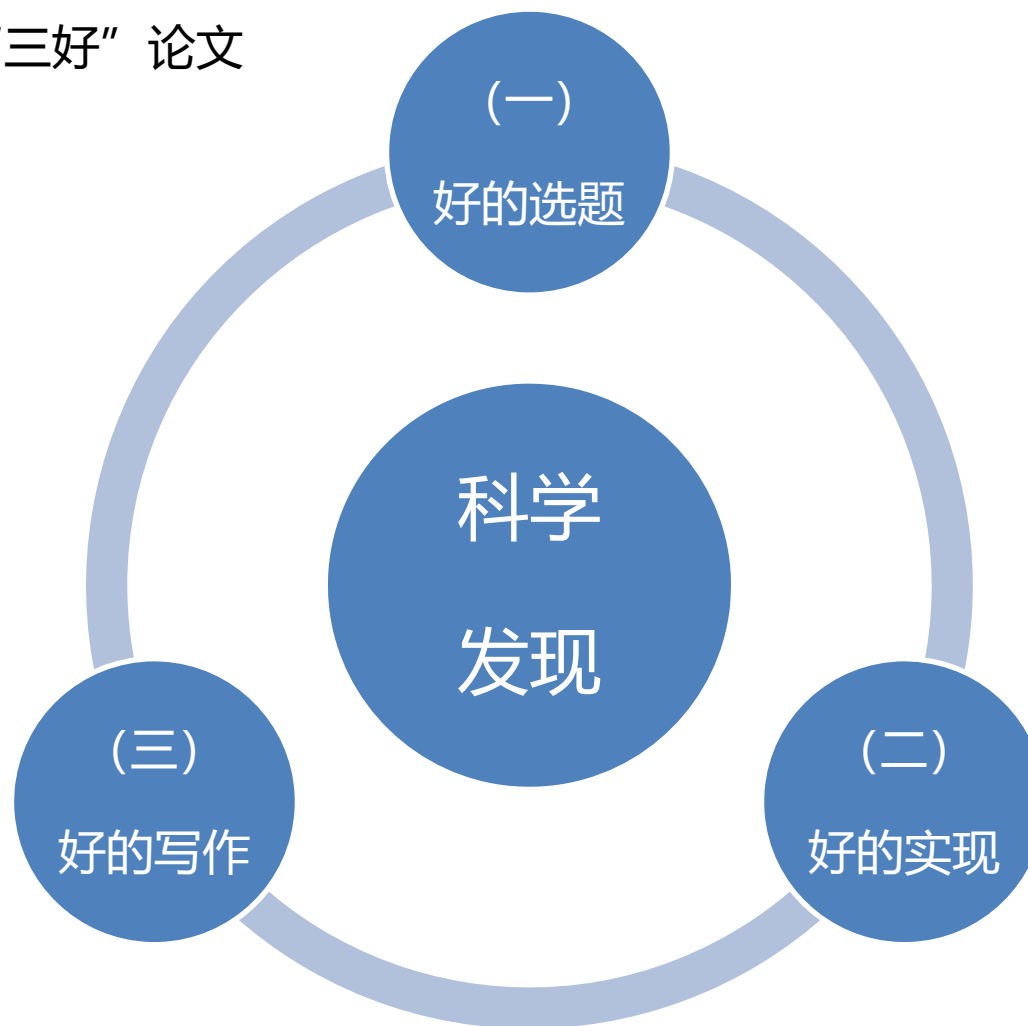 “三好”论文
（一）
好的选题
科学
发现
（三）
好的写作
（二）
好的实现